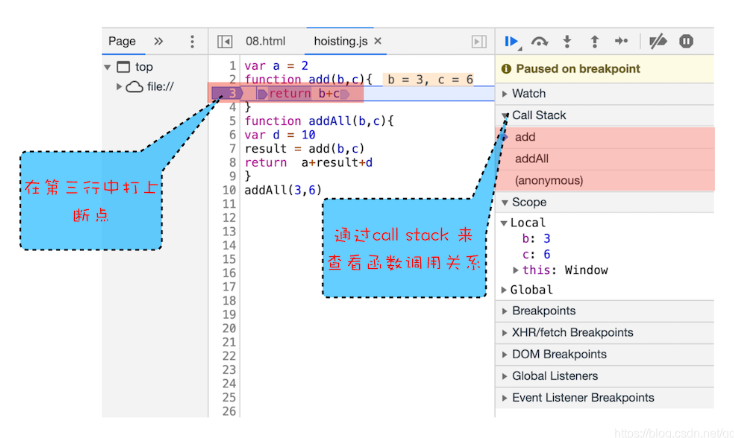 Page » 08.html hoisting.js ×
top
file://
1 var a = 2
2 function add(b,c){ b = 3, c = 6
3 return b+c
4 }
5 function addAll(b,c){
6 var d = 10
7 result = add(b,c)
8 return a+result+d
9 }
10 addAll(3,6)
11
12
13
14
15
16
17
18
19
20
21
22
23
24
25
26
在第三行中打上
断点
通过call stack 来
查看函数调用关系
Paused on breakpoint
Watch
Call Stack
add
addAll
(anonymous)
Scope
Local
b: 3
c: 6
this: Window
Global
Breakpoints
XHR/fetch Breakpoints
DOM Breakpoints
Global Listeners
Event Listener Breakpoints